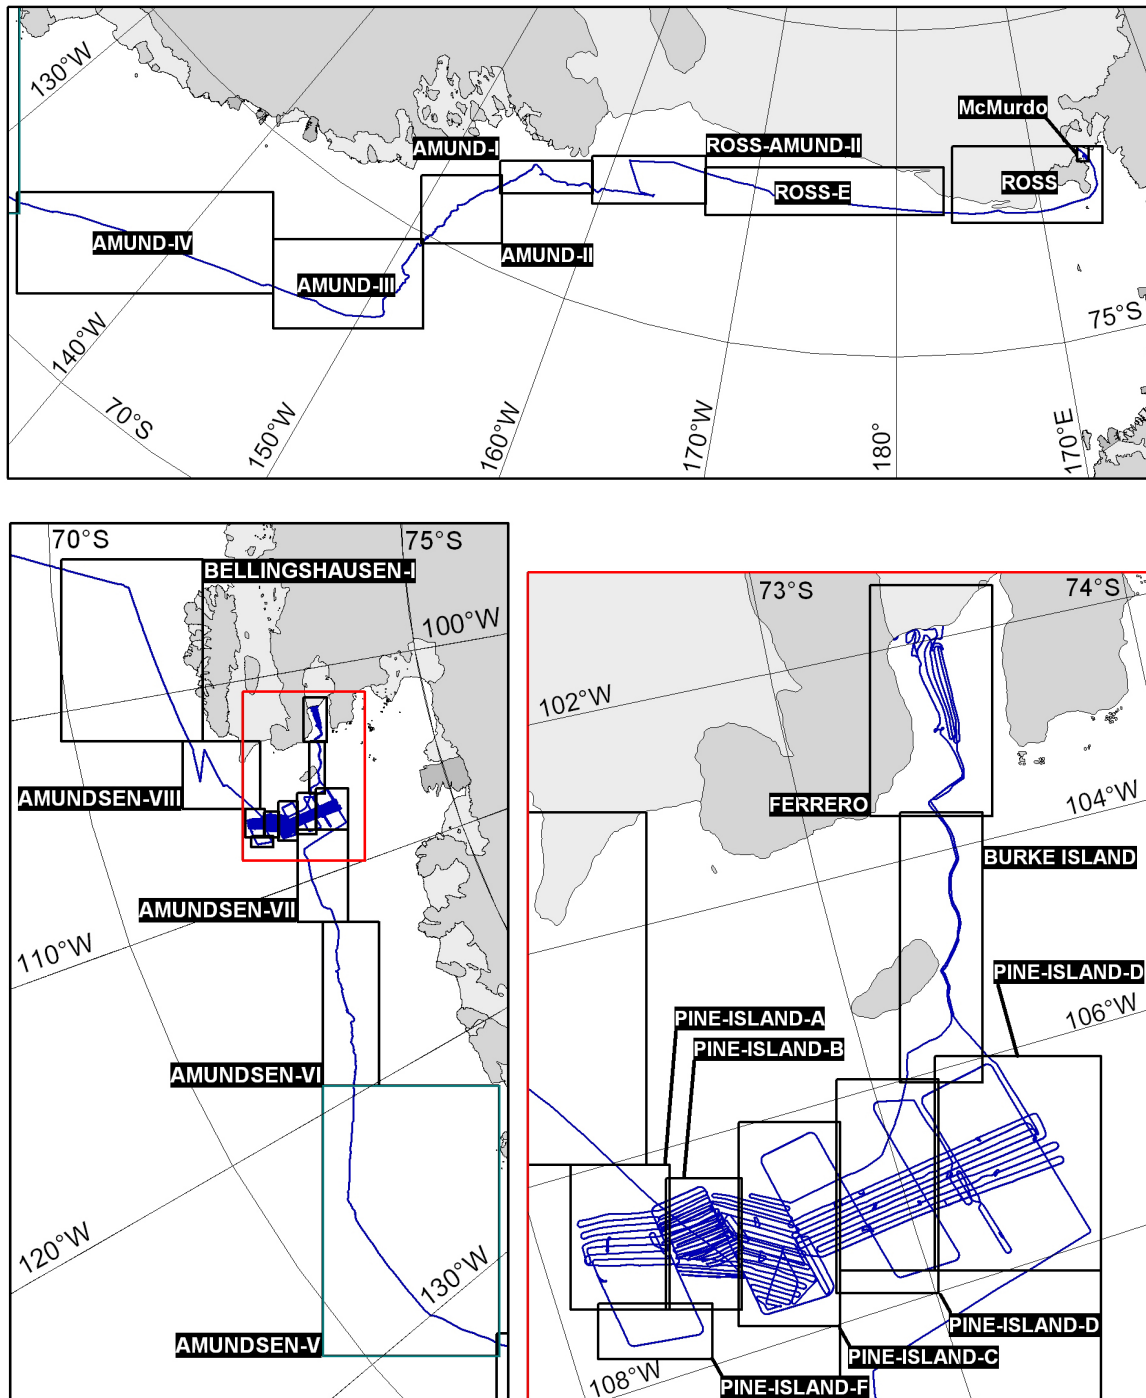 130°W
McMurdo
AMUND-I
ROSS-AMUND-II
ROSS-E
ROSS
AMUND-IV
AMUND-II
AMUND-III
140°W
70°S
150°W
160°W
170°W
180°
170°E
75°S
70°S
75°S
BELLINGSHAUSEN-I
100°W
AMUNDSEN-VIII
AMUNDSEN-VII
110°W
AMUNDSEN-VI
120°W
130°W
AMUNDSEN-V
73°S
74°S
102°W
FERRERO
104°W
BURKE ISLAND
PINE-ISLAND-D
106°W
PINE-ISLAND-A
PINE-ISLAND-B
PINE-ISLAND-D
PINE-ISLAND-C
108°W
PINE-ISLAND-F